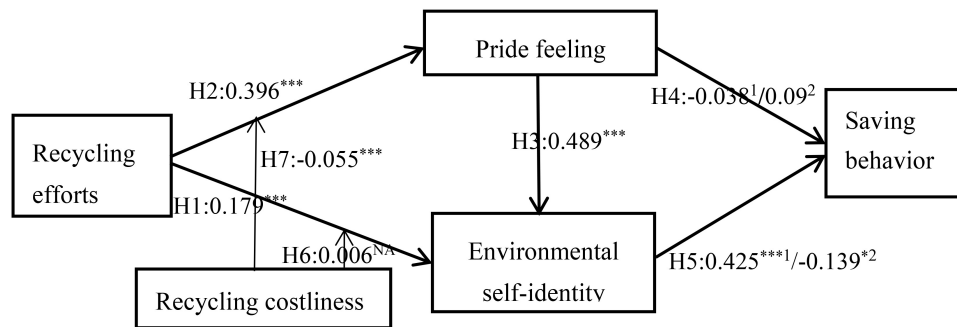 Pride feeling
H2:0.396***
H4:-0.038¹/0.09²
Saving
behavior
Recycling
efforts
H7:-0.055***
H3:0.489***
H1:0.179***
H6:0.006ᴺᴬ
Environmental
self-identity
H5:0.425***¹/-0.139*²
Recycling costliness